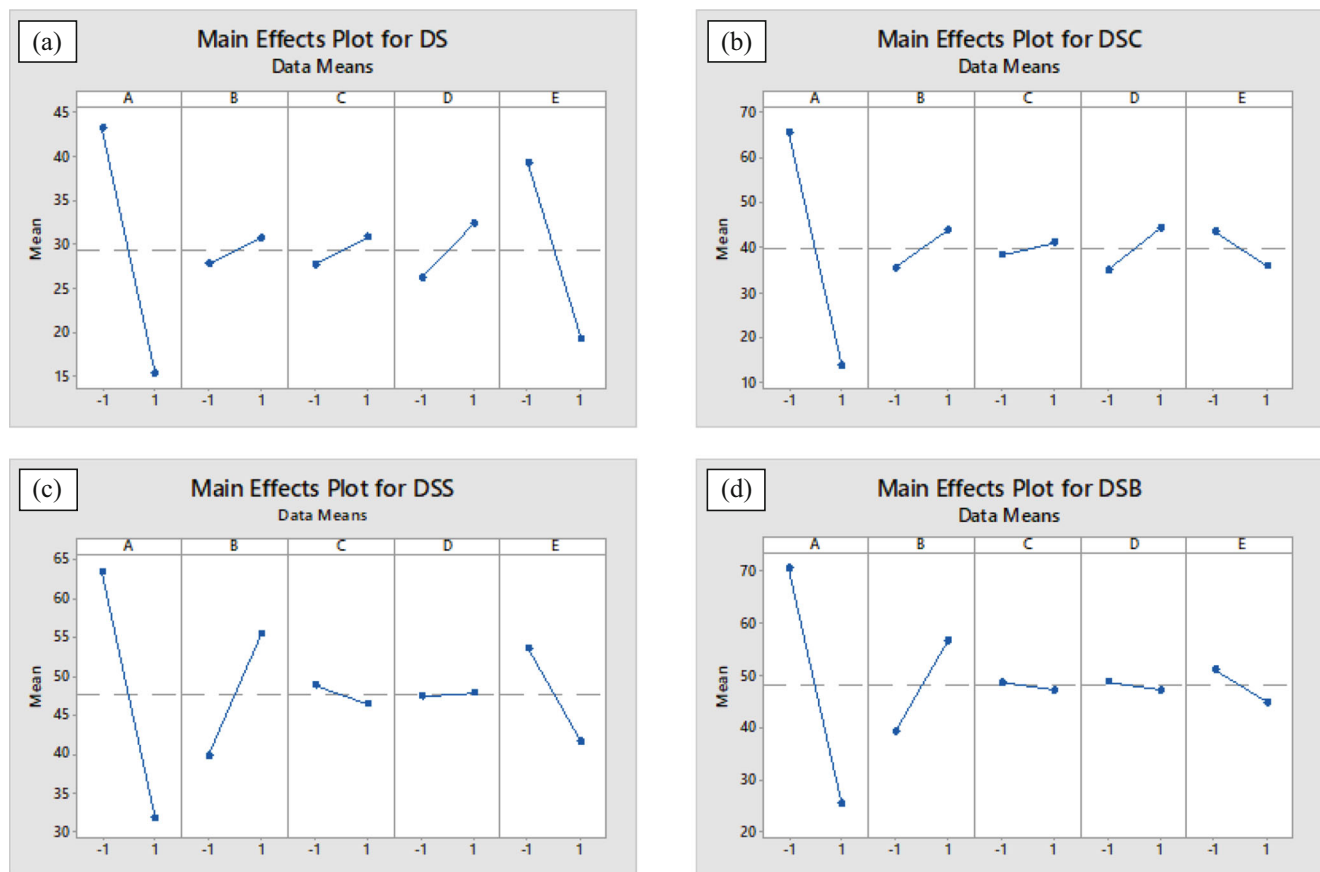 (a)
Main Effects Plot for DS
Data Means
A B C D E
45
40
35
30
25
20
15
Mean
-1 1 -1 1 -1 1 -1 1 -1 1
(b)
Main Effects Plot for DSC
Data Means
A B C D E
70
60
50
40
30
20
10
Mean
-1 1 -1 1 -1 1 -1 1 -1 1
(c)
Main Effects Plot for DSS
Data Means
A B C D E
65
60
55
50
45
40
35
30
Mean
-1 1 -1 1 -1 1 -1 1 -1 1
(d)
Main Effects Plot for DSB
Data Means
A B C D E
70
60
50
40
30
20
Mean
-1 1 -1 1 -1 1 -1 1 -1 1